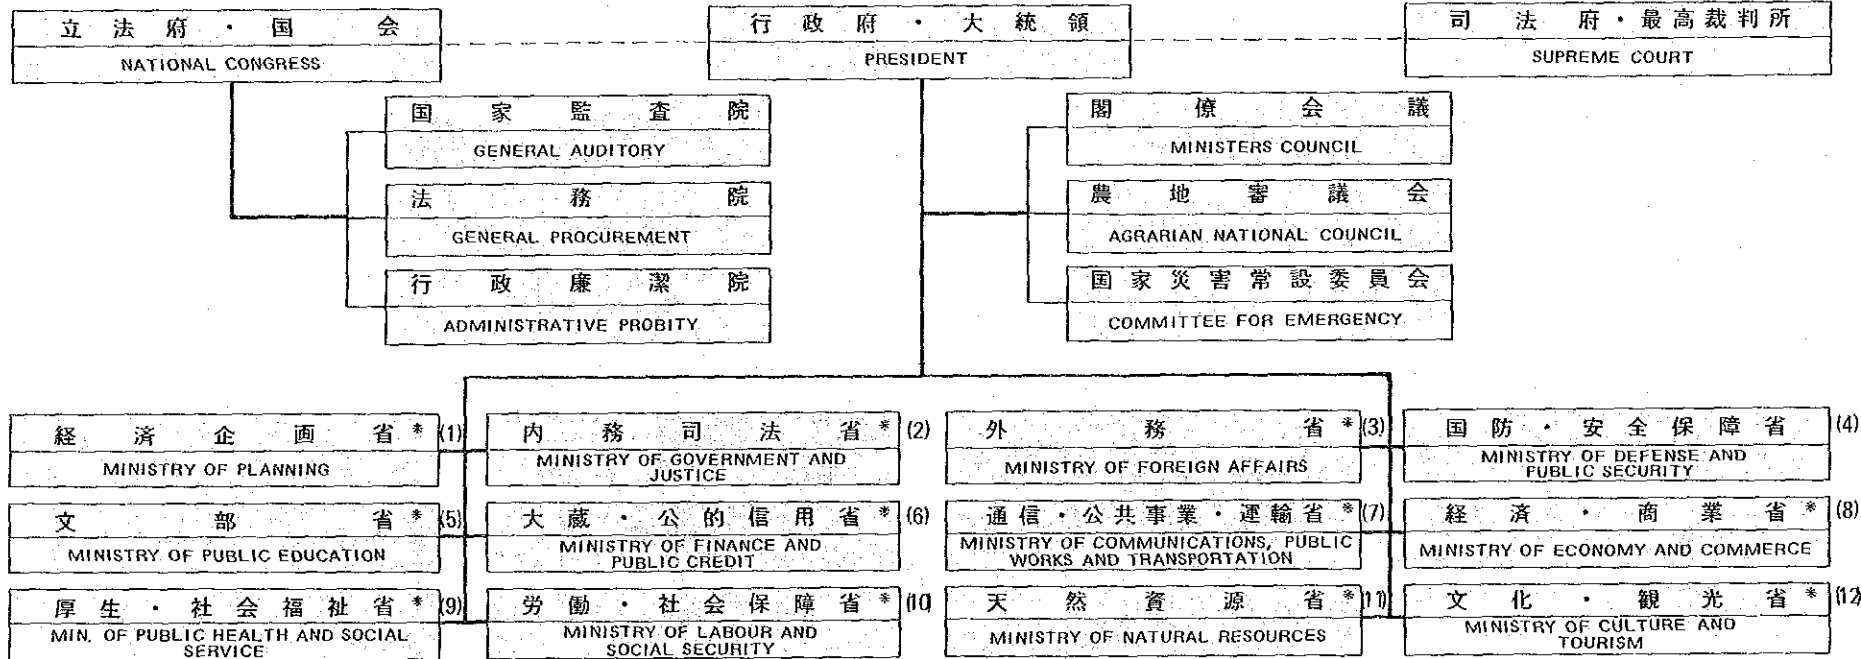 立法府・国会
NATIONAL CONGRESS
行政府・大統領
PRESIDENT
司法府・最高裁判所
SUPREME COURT
国家監査院
GENERAL AUDITORY
法務院
GENERAL PROCUREMENT
行政廉潔院
ADMINISTRATIVE PROBITY
閣僚会議
MINISTERS COUNCIL
農地審議会
AGRARIAN NATIONAL COUNCIL
国家災害常設委員会
COMMITTEE FOR EMERGENCY
経済企画省* (1)
MINISTRY OF PLANNING
内務司法省* (2)
MINISTRY OF GOVERNMENT AND
JUSTICE
外務省* (3)
MINISTRY OF FOREIGN AFFAIRS
国防・安全保障省 (4)
MINISTRY OF DEFENSE AND
PUBLIC SECURITY
文部省* (5)
MINISTRY OF PUBLIC EDUCATION
大蔵・公的信用省* (6)
MINISTRY OF FINANCE AND
PUBLIC CREDIT
通信・公共事業・運輸省* (7)
MINISTRY OF COMMUNICATIONS, PUBLIC
WORKS AND TRANSPORTATION
経済・商業省* (8)
MINISTRY OF ECONOMY AND COMMERCE
厚生・社会福祉省* (9)
MIN. OF PUBLIC HEALTH AND SOCIAL
SERVICE
労働・社会保障省* (10)
MINISTRY OF LABOUR AND
SOCIAL SECURITY
天然資源省* (11)
MINISTRY OF NATURAL RESOURCES
文化・観光省* (12)
MINISTRY OF CULTURE AND
TOURISM